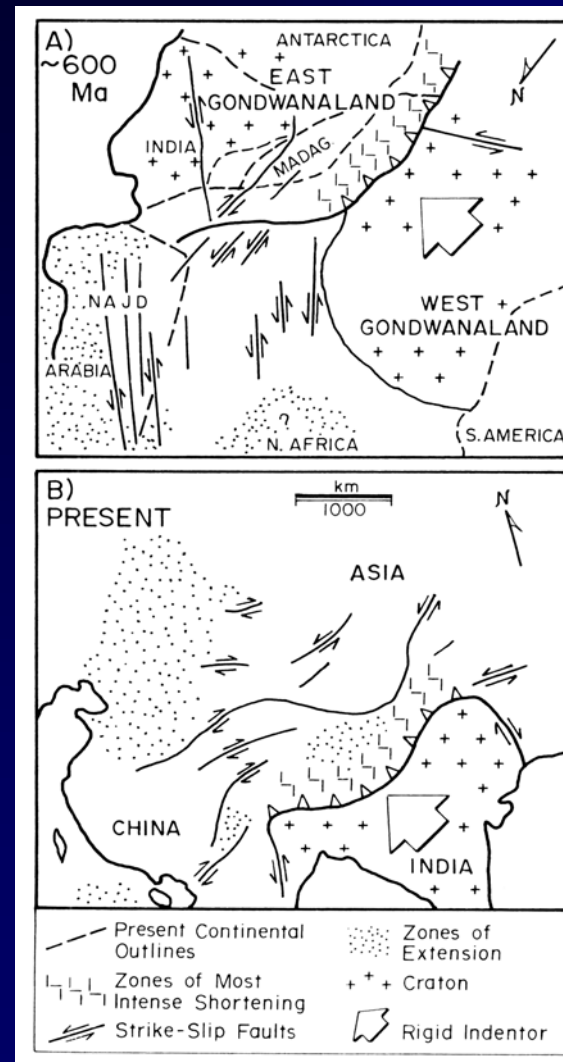 A)
~600
Ma
ANTARCTICA
EAST
GONDWANALAND
N
INDIA
MADAG.
NAJD
WEST
GONDWANALAND
ARABIA
?
N. AFRICA
S. AMERICA
B)
PRESENT
km
1000
N
ASIA
CHINA
INDIA
Present Continental
Outlines
Zones of
Extension
Zones of Most
Intense Shortening
Craton
Strike-Slip Faults
Rigid Indentor